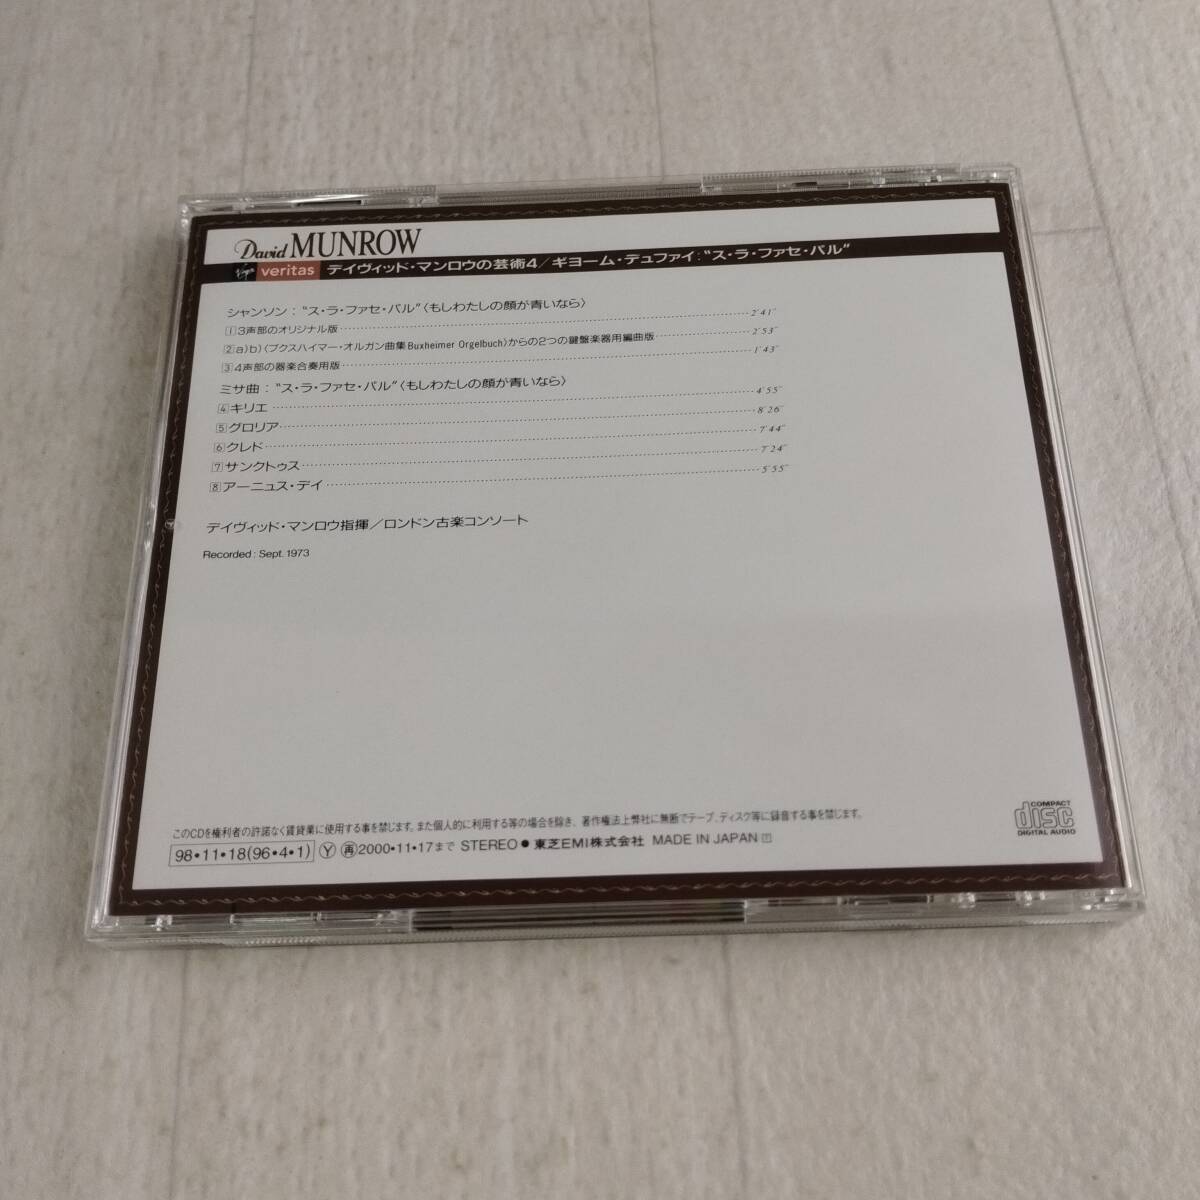 David MUNROW
Virgin veritas デイヴィッド・マンロウの芸術4/ギヨーム・デュファイ:“ス・ラ・ファセ・パル”
シャンソン:“ス・ラ・ファセ・パル”〈もしわたしの顔が青いなら〉
1 3声部のオリジナル版 2'41"
2 a)b)〈ブクスハイマー・オルガン曲集Buxheimer Orgelbuch〉からの2つの鍵盤楽器用編曲版 2'53"
3 4声部の器楽合奏用版 1'43"
ミサ曲:“ス・ラ・ファセ・パル”〈もしわたしの顔が青いなら〉
4 キリエ 4'55"
5 グロリア 8'26"
6 クレド 7'44"
7 サンクトゥス 7'24"
8 アーニュス・デイ 5'55"
デイヴィッド・マンロウ指揮/ロンドン古楽コンソート
Recorded : Sept. 1973
このCDを権利者の許諾なく賃貸業に使用する事を禁じます。また個人的に利用する等の場合を除き、著作権法上弊社に無断でテープ、ディスク等に録音する事を禁じます。
98・11・18(96・4・1) Ⓨ 再2000・11・17まで STEREO ● 東芝EMI株式会社 MADE IN JAPAN
COMPACT
disc
DIGITAL AUDIO